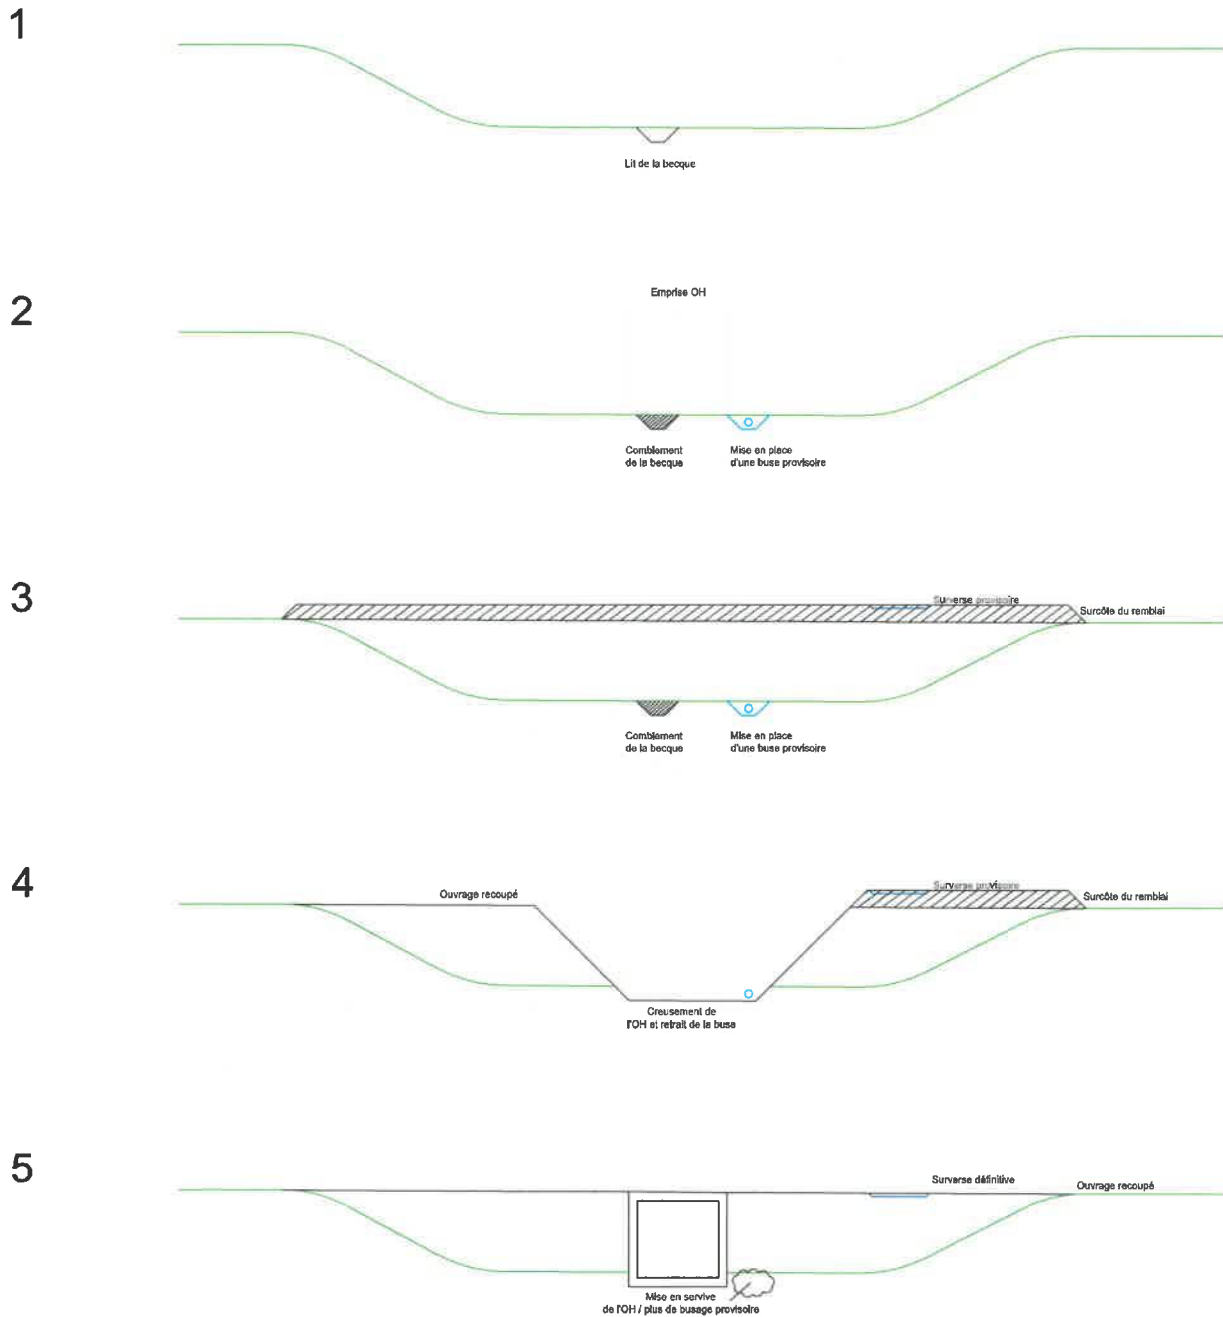 1
Lit de la becque
2
Emprise OH
Comblement
de la becque
Mise en place
d'une buse provisoire
3
Surverse provisoire
Surcôte du remblai
Comblement
de la becque
Mise en place
d'une buse provisoire
4
Ouvrage recoupé
Surverse provisoire
Surcôte du remblai
Creusement de
l'OH et retrait de la buse
5
Surverse définitive
Ouvrage recoupé
Mise en servive
de l'OH / plus de busage provisoire